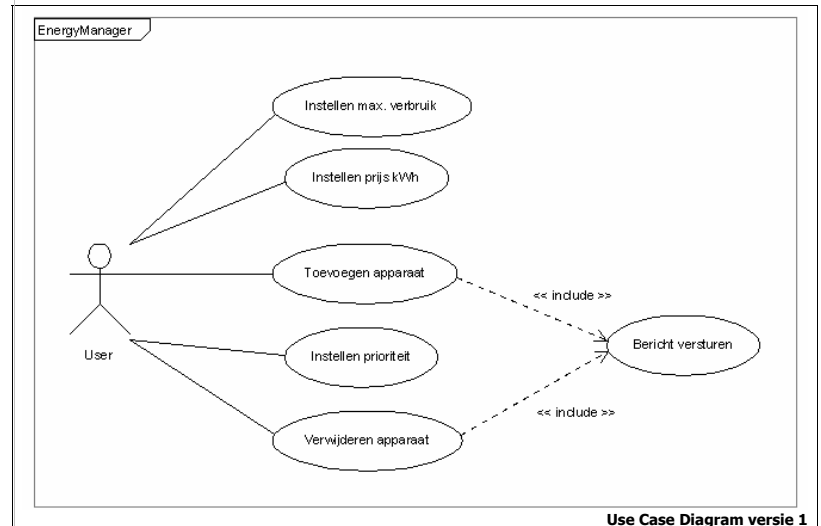 EnergyManager
Instellen max. verbruik
Instellen prijs kWh
Toevoegen apparaat
<< include >>
Bericht versturen
User
Instellen prioriteit
<< include >>
Verwijderen apparaat
Use Case Diagram versie 1